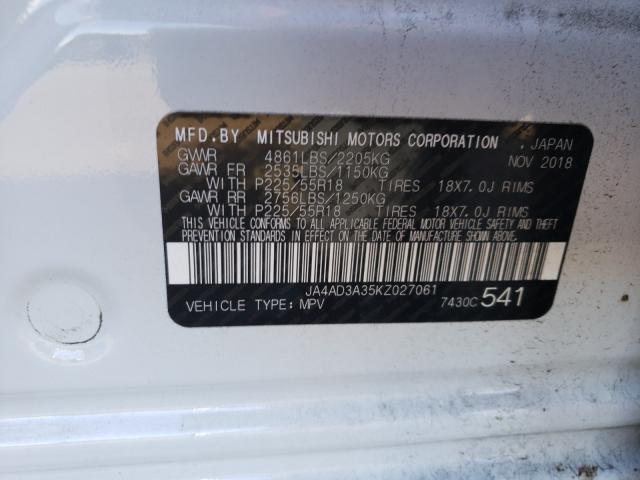 MFD.BY MITSUBISHI MOTORS CORPORATION . JAPAN
GVWR 4861LBS/2205KG NOV 2018
GAWR FR 2535LBS/1150KG
WITH P225/55R18 TIRES 18X7.0J RIMS
GAWR RR 2756LBS/1250KG
WITH P225/55R18 TIRES 18X7.0J RIMS
THIS VEHICLE CONFORMS TO ALL APPLICABLE FEDERAL MOTOR VEHICLE SAFETY AND THEFT
PREVENTION STANDARDS IN EFFECT ON THE DATE OF MANUFACTURE SHOWN ABOVE.
JA4AD3A35KZ027061
VEHICLE TYPE: MPV 7430C 541